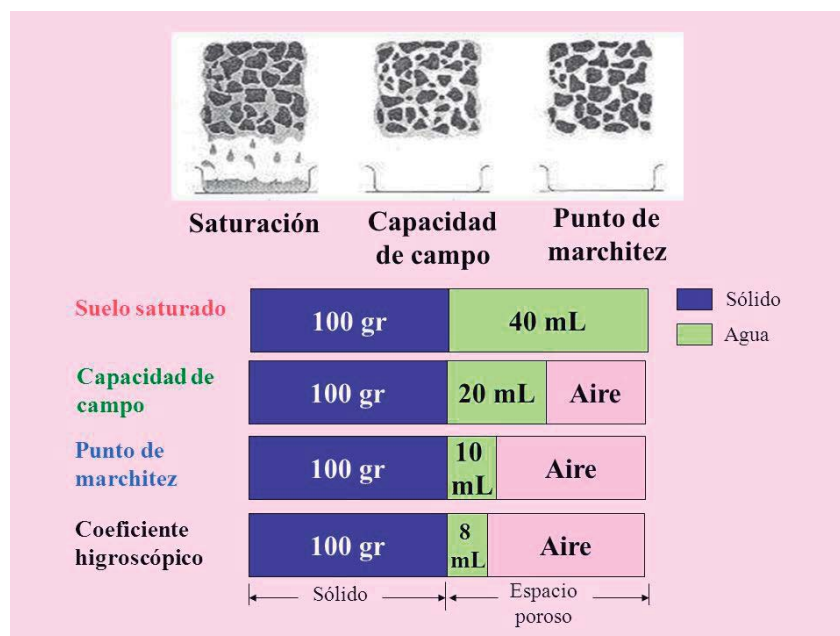 Saturación
Capacidad
de campo
Punto de
marchitez
Suelo saturado
100 gr
40 mL
Sólido
Agua
Capacidad de
campo
100 gr
20 mL
Aire
Punto de
marchitez
100 gr
10
mL
Aire
Coeficiente
higroscópico
100 gr
8
mL
Aire
Sólido
Espacio
poroso